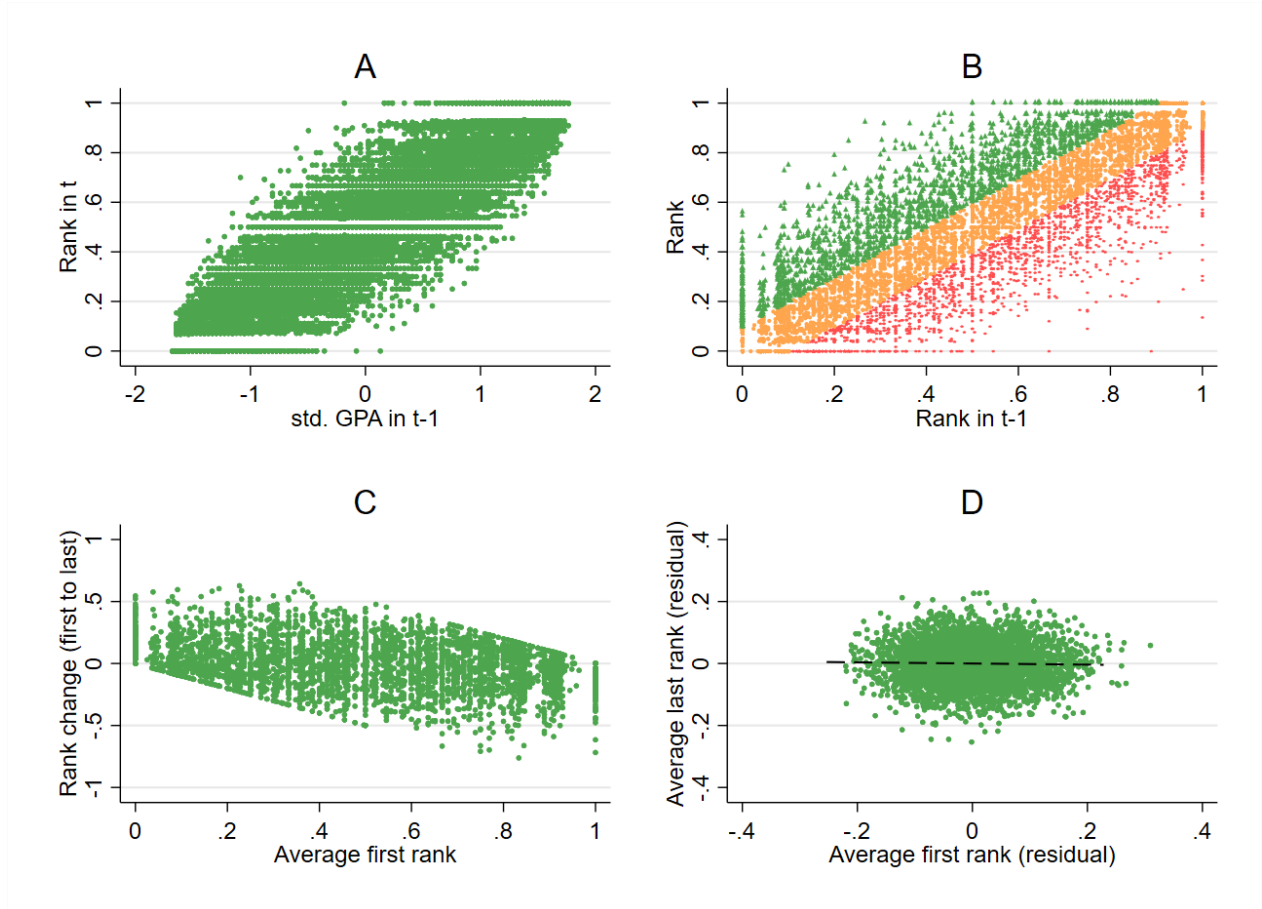 A
Rank in t
1
.8
.6
.4
.2
0
-2 -1 0 1 2
std. GPA in t-1
B
Rank
1
.8
.6
.4
.2
0
0 .2 .4 .6 .8 1
Rank in t-1
C
Rank change (first to last)
1
.5
0
-.5
-1
0 .2 .4 .6 .8 1
Average first rank
D
Average last rank (residual)
.4
.2
0
-.2
-.4
-.4 -.2 0 .2 .4
Average first rank (residual)